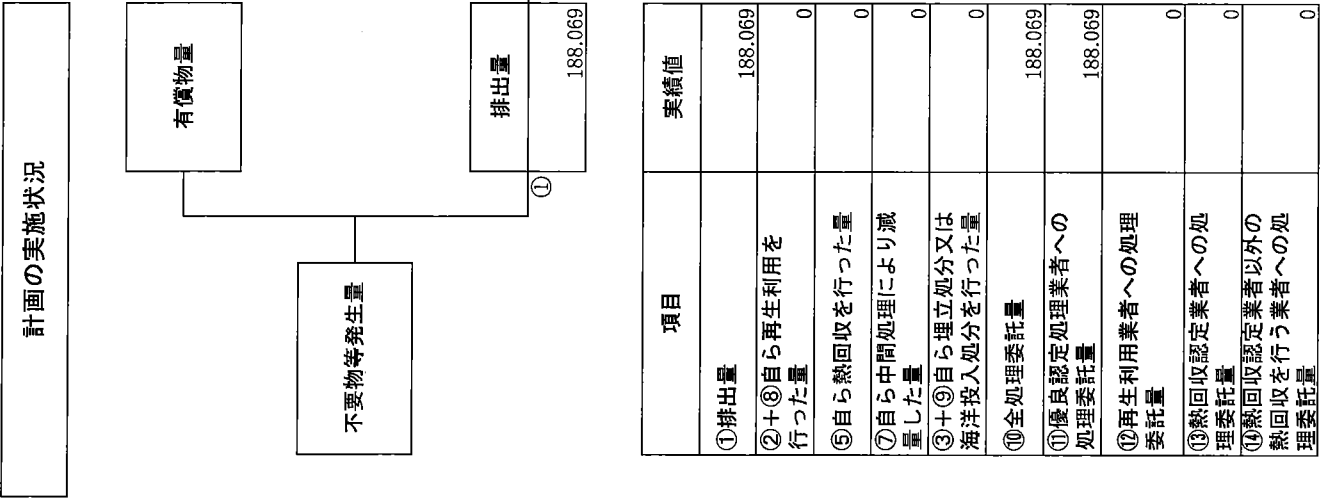 計画の実施状況
有償物量
不要物等発生量
排出量
①
188.069
項目
実績値
①排出量
188.069
②+⑧自ら再生利用を
行った量
0
⑤自ら熱回収を行った量
0
⑦自ら中間処理により減
量した量
0
③+⑨自ら埋立処分又は
海洋投入処分を行った量
0
⑩全処理委託量
188.069
⑪優良認定処理業者への
処理委託量
188.069
⑫再生利用業者への処理
委託量
0
⑬熱回収認定業者への処
理委託量
0
⑭熱回収認定業者以外の
熱回収を行う業者への処
理委託量
0